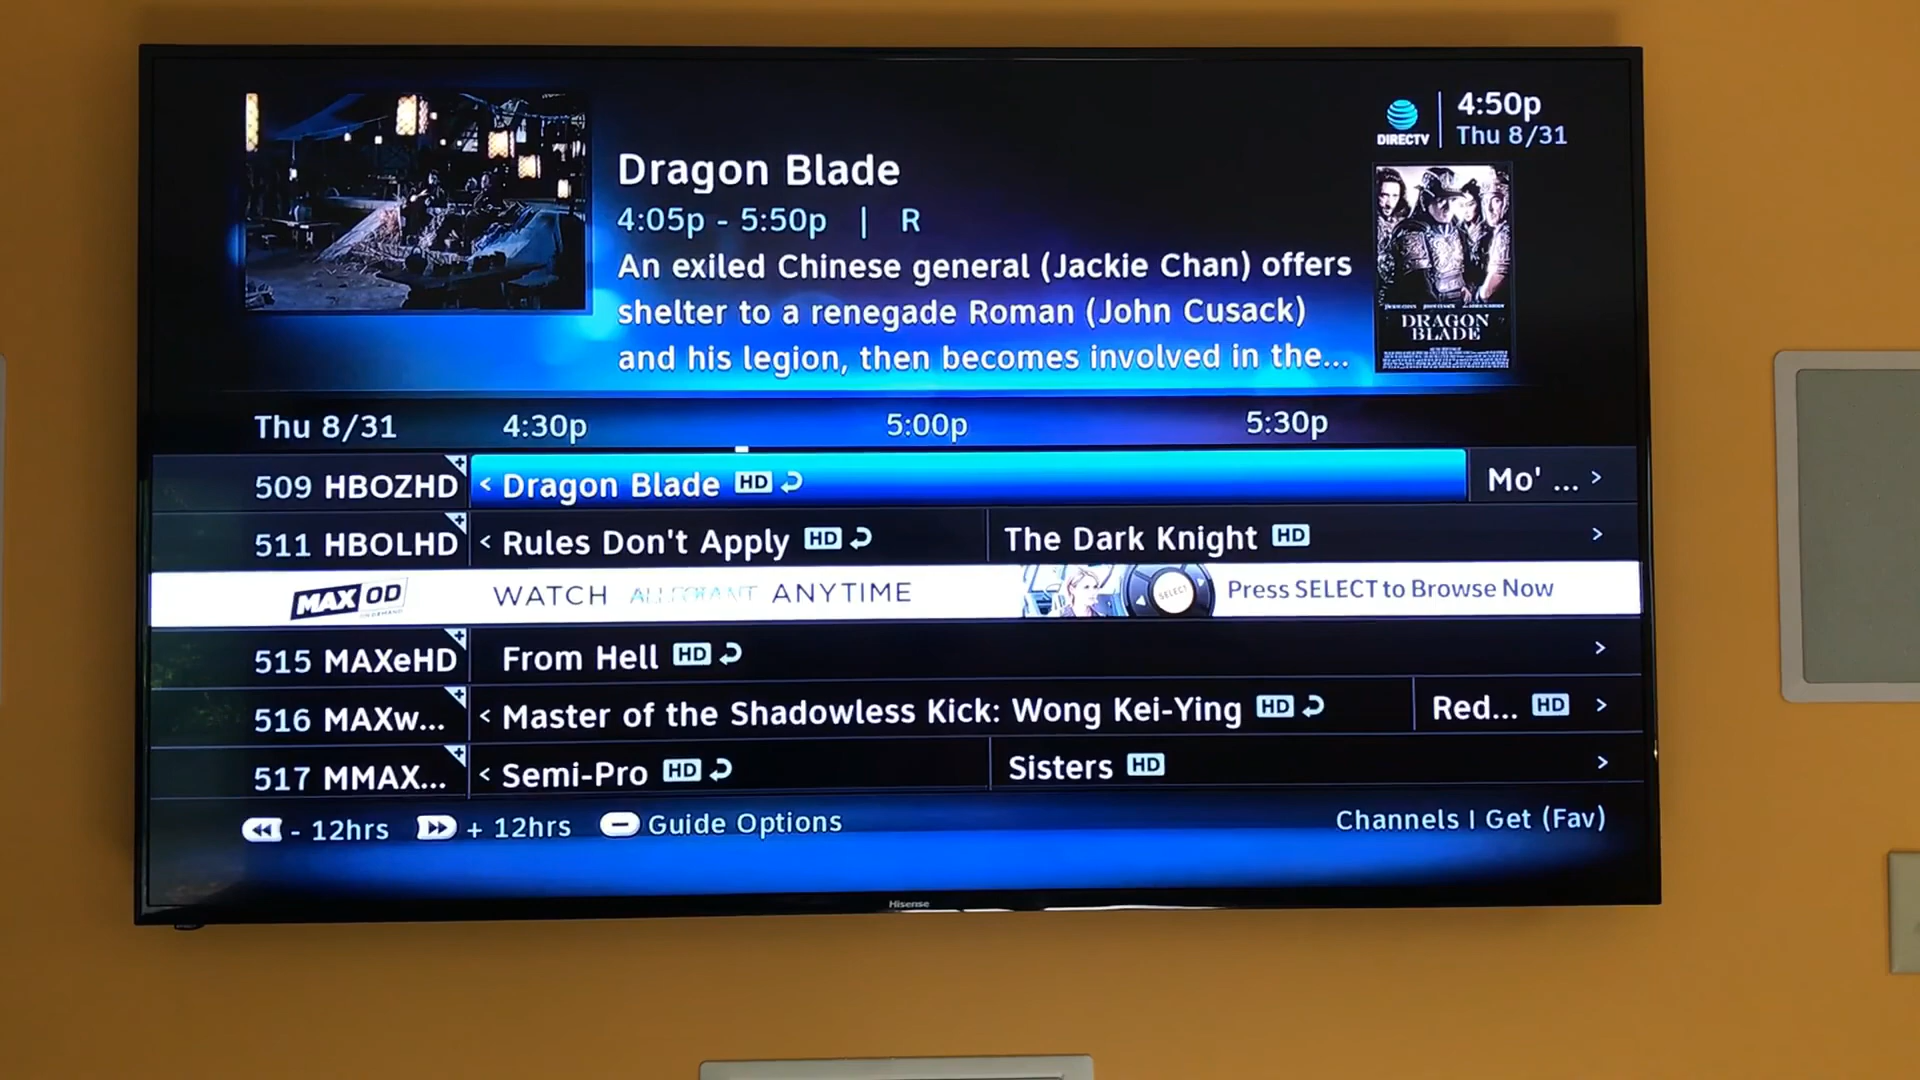 4:50p
DIRECTV
Thu 8/31
Dragon Blade
4:05p - 5:50p | R
An exiled Chinese general (Jackie Chan) offers
shelter to a renegade Roman (John Cusack)
and his legion, then becomes involved in the...
DRAGON
BLADE
Thu 8/31 4:30p 5:00p 5:30p
509 HBOZHD < Dragon Blade HD Mo' ... >
511 HBOLHD < Rules Don't Apply HD The Dark Knight HD >
MAX OD WATCH ALLEGIANT ANYTIME SELECT Press SELECT to Browse Now
ON DEMAND
515 MAXeHD From Hell HD >
516 MAXw... < Master of the Shadowless Kick: Wong Kei-Ying HD Red... HD >
517 MMAX... < Semi-Pro HD Sisters HD >
- 12hrs + 12hrs Guide Options Channels I Get (Fav)
Hisense